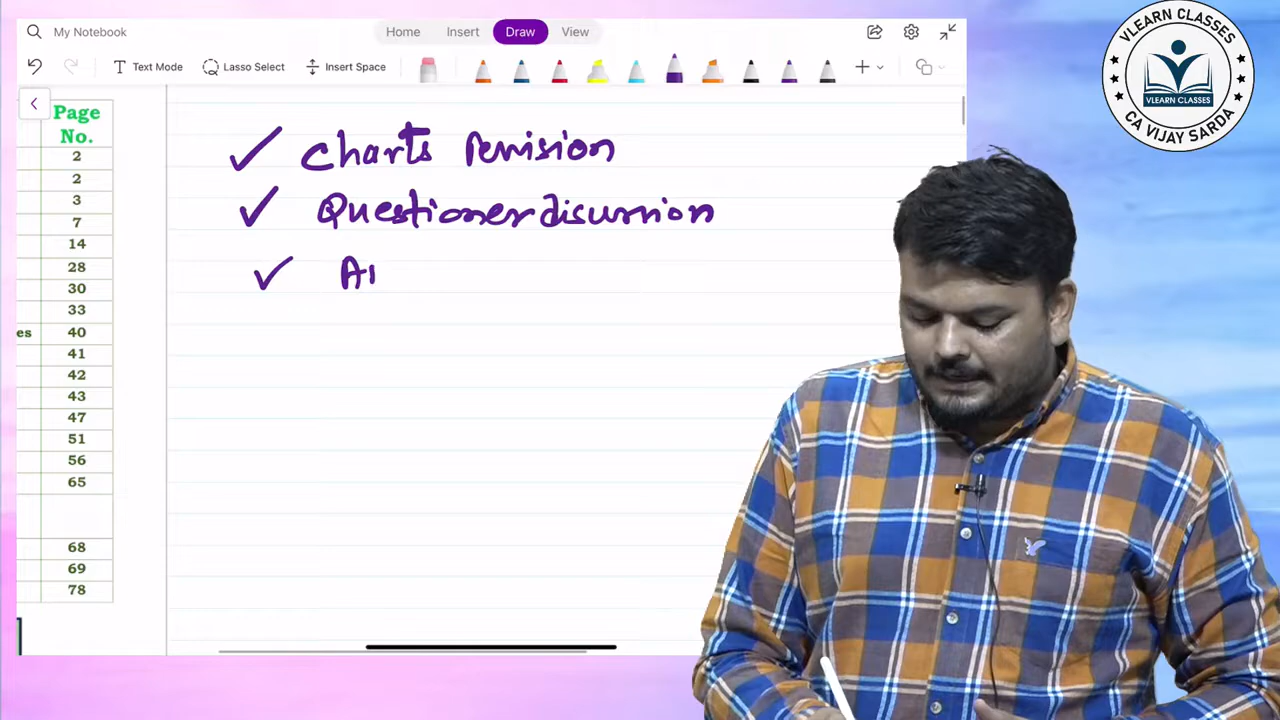 My Notebook
Home Insert Draw View
Text Mode Lasso Select Insert Space
Page
No.
2
2
3
7
14
28
30
33
es 40
41
42
43
47
51
56
65
68
69
78
Charts revision
Questioner discussion
VLEARN CLASSES
VLEARN CLASSES
CA VIJAY SARDA